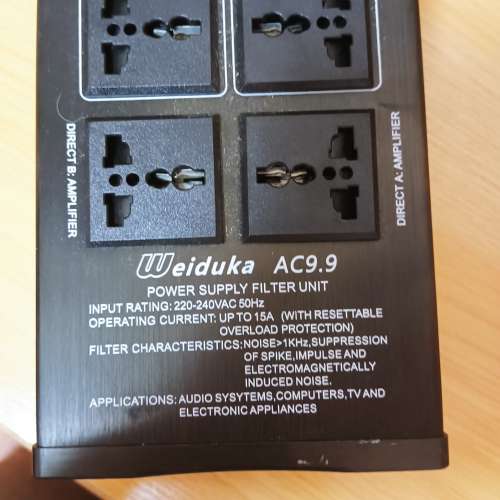 DIRECT B: AMPLIFIER
DIRECT A: AMPLIFIER
Weiduka AC9.9
POWER SUPPLY FILTER UNIT
INPUT RATING: 220-240VAC 50Hz
OPERATING CURRENT: UP TO 15A (WITH RESETTABLE
OVERLOAD PROTECTION)
FILTER CHARACTERISTICS: NOISE>1KHz,SUPPRESSION
OF SPIKE,IMPULSE AND
ELECTROMAGNETICALLY
INDUCED NOISE.
APPLICATIONS: AUDIO SYSYTEMS,COMPUTERS,TV AND
ELECTRONIC APPLIANCES